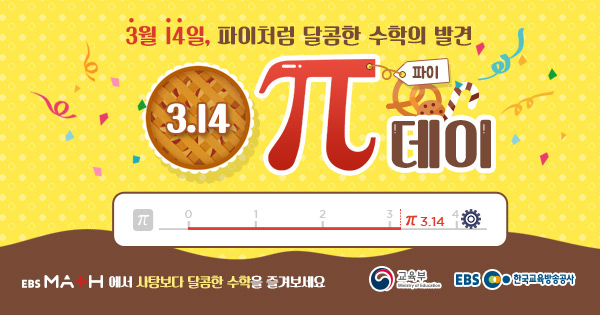 3월 14일, 파이처럼 달콤한 수학의 발견
3.14
π
파이
데이
π 0 1 2 3 π 3.14 4
EBS MATH 에서 사탕보다 달콤한 수학을 즐겨보세요
교육부
Ministry of Education
EBS 한국교육방송공사